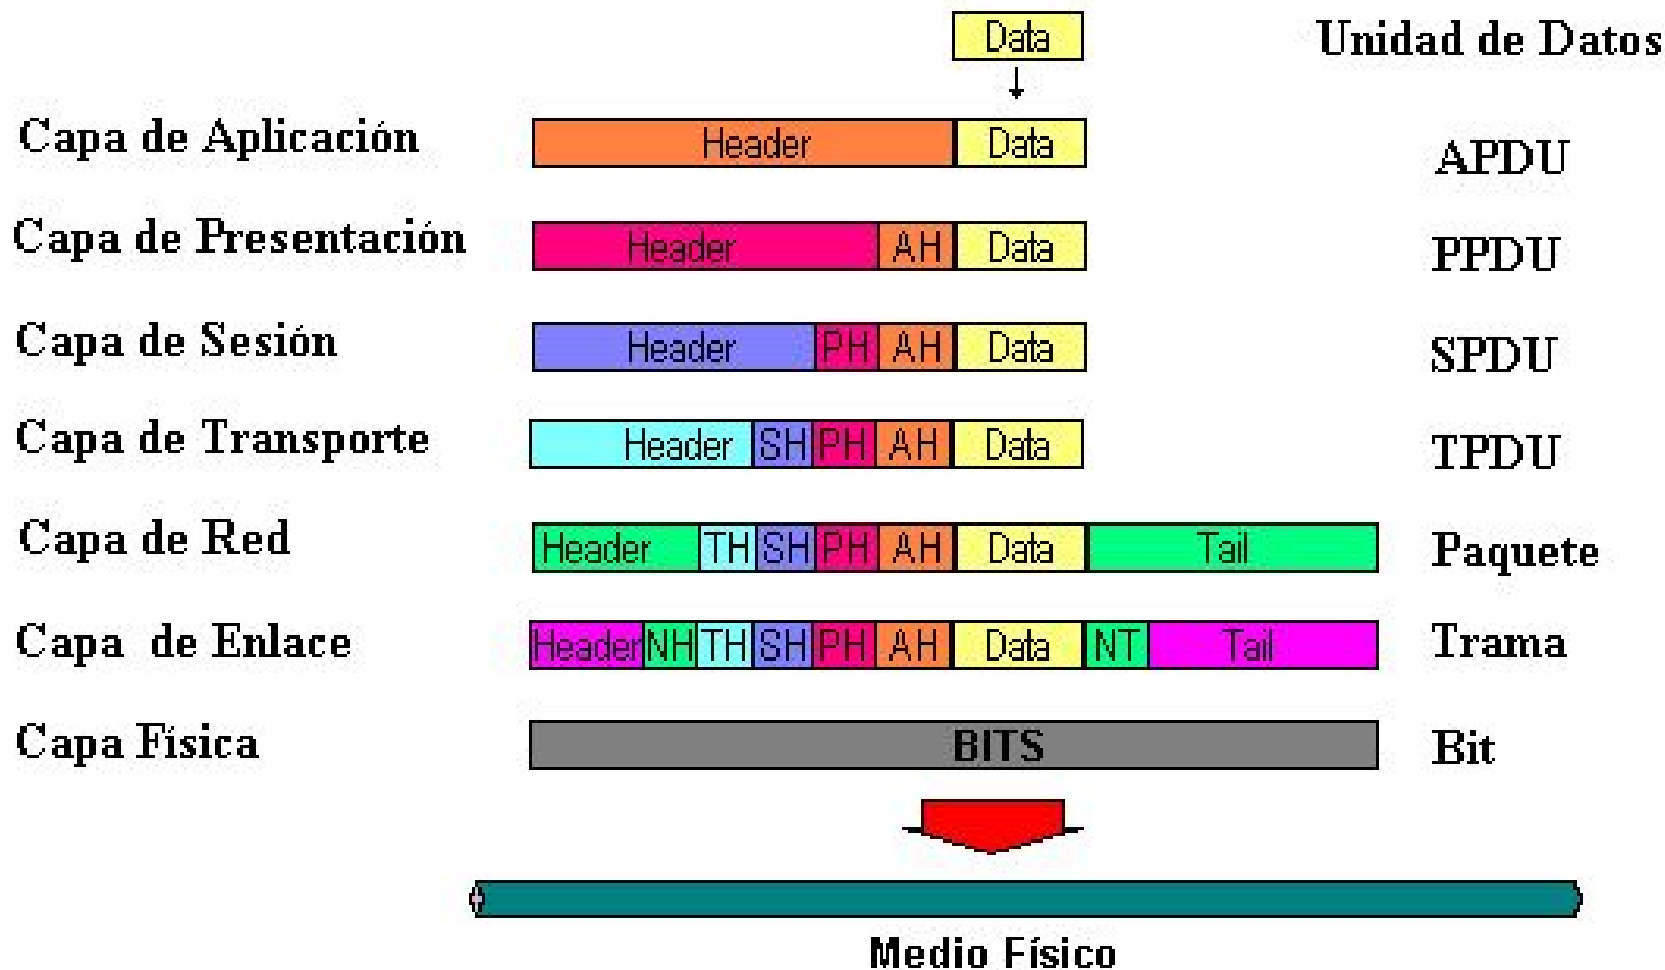 Data Unidad de Datos
Capa de Aplicación Header Data APDU
Capa de Presentación Header AH Data PPDU
Capa de Sesión Header PH AH Data SPDU
Capa de Transporte Header SH PH AH Data TPDU
Capa de Red Header TH SH PH AH Data Tail Paquete
Capa de Enlace Header NH TH SH PH AH Data NT Tail Trama
Capa Física BITS Bit
Medio Físico